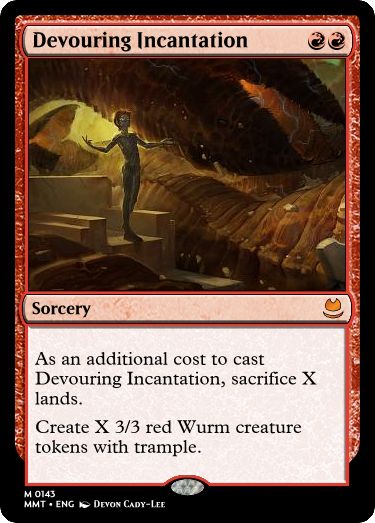 Devouring Incantation
Sorcery
As an additional cost to cast
Devouring Incantation, sacrifice X
lands.
Create X 3/3 red Wurm creature
tokens with trample.
M 0143
MMT • ENG Devon Cady-Lee